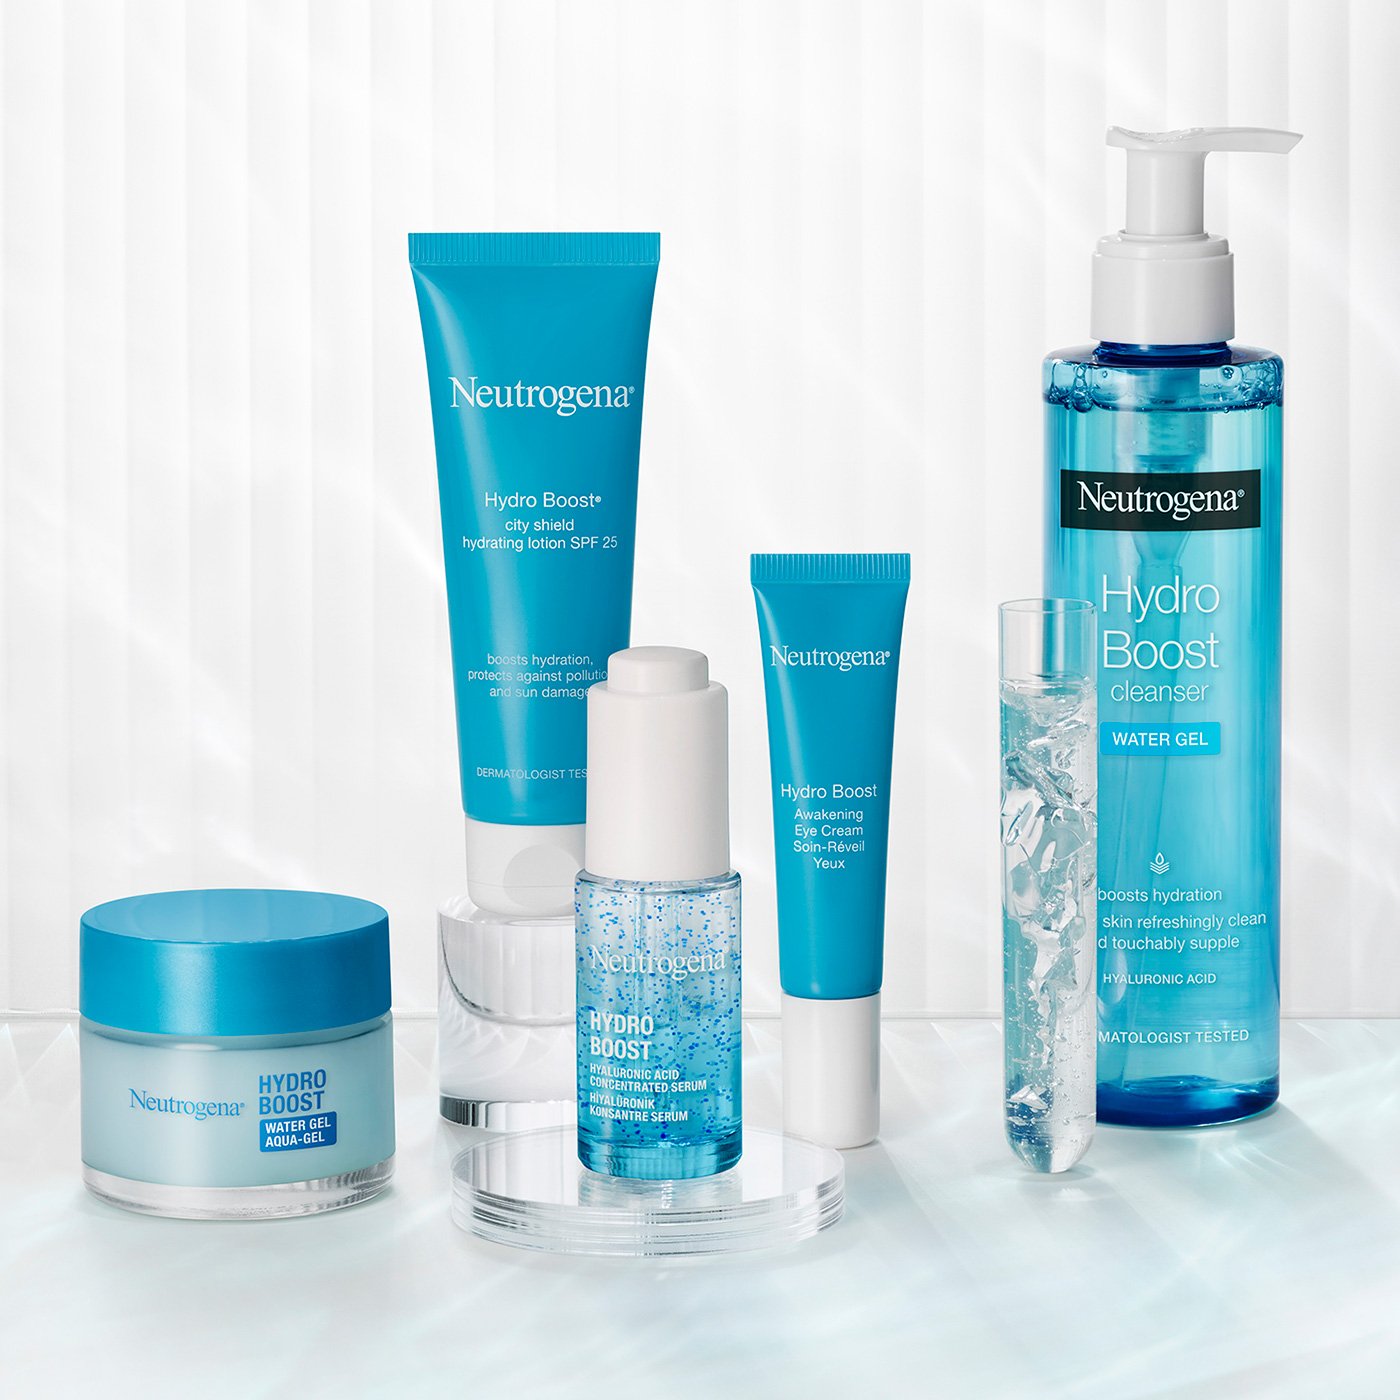 Neutrogena®
Hydro Boost®
city shield
hydrating lotion SPF 25
boosts hydration,
protects against
and sun damage
DERMATOLOGIST
Neutrogena®
HYDRO
BOOST
WATER GEL
AQUA-GEL
Neutrogena
HYDRO
BOOST
HYALURONIC ACID
CONCENTRATED SERUM
HİYALÜRONİK
KONSANTRE SERUM
Neutrogena®
Hydro Boost
Awakening
Eye Cream
Soin-Réveil
Yeux
Neutrogena®
Hydro
Boost
cleanser
WATER GEL
boosts hydration
skin refreshingly clean
touchably supple
HYALURONIC ACID
TESTED